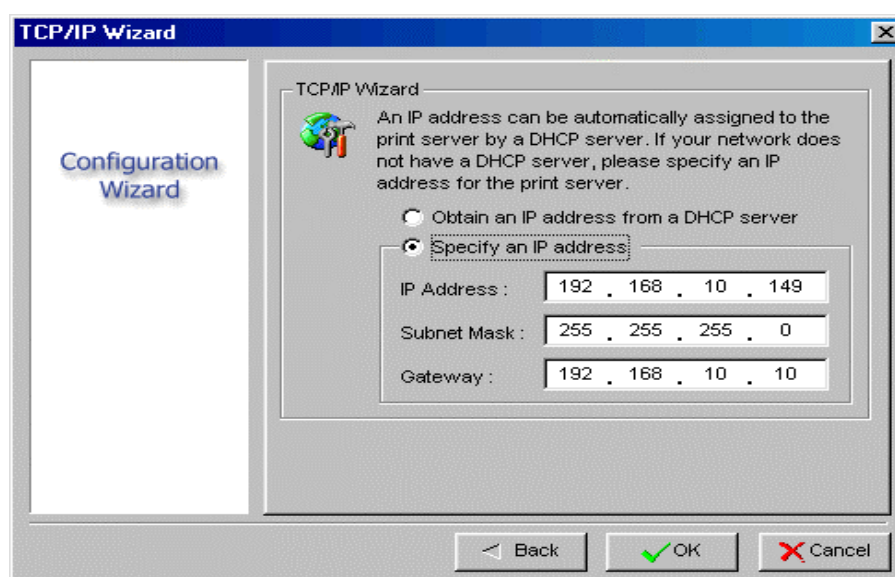 TCP/IP Wizard
Configuration
Wizard
TCP/IP Wizard
An IP address can be automatically assigned to the
print server by a DHCP server. If your network does
not have a DHCP server, please specify an IP
address for the print server.
Obtain an IP address from a DHCP server
Specify an IP address
IP Address : 192 . 168 . 10 . 149
Subnet Mask : 255 . 255 . 255 . 0
Gateway : 192 . 168 . 10 . 10
< Back OK Cancel